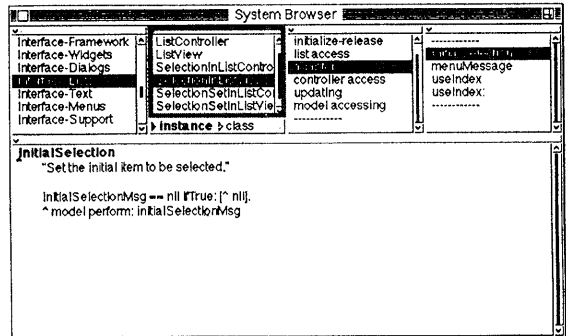 System Browser
Interface-Framework
Interface-Widgets
Interface-Dialogs
Interface-Text
Interface-Menus
Interface-Support
ListController
ListView
SelectionInListContro
SelectionSetInListCo
SelectionSetInListVie
instance class
initialize-release
list access
controller access
updating
model accessing
------------
------------
menuMessage
useIndex
useIndex:
------------
initialSelection
"Set the initial item to be selected."
initialSelectionMsg == nil ifTrue: [^ nil].
^ model perform: initialSelectionMsg